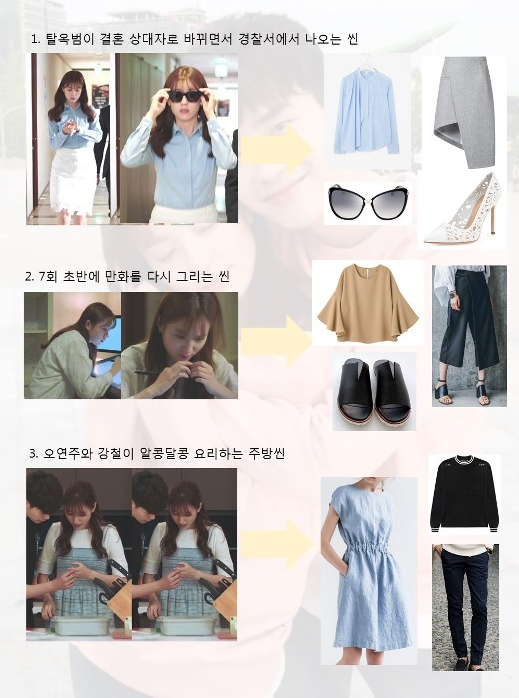 1. 탈옥범이 결혼 상대자로 바뀌면서 경찰서에서 나오는 씬
2. 7회 초반에 만화를 다시 그리는 씬
3. 오연주와 강철이 알콩달콩 요리하는 주방씬